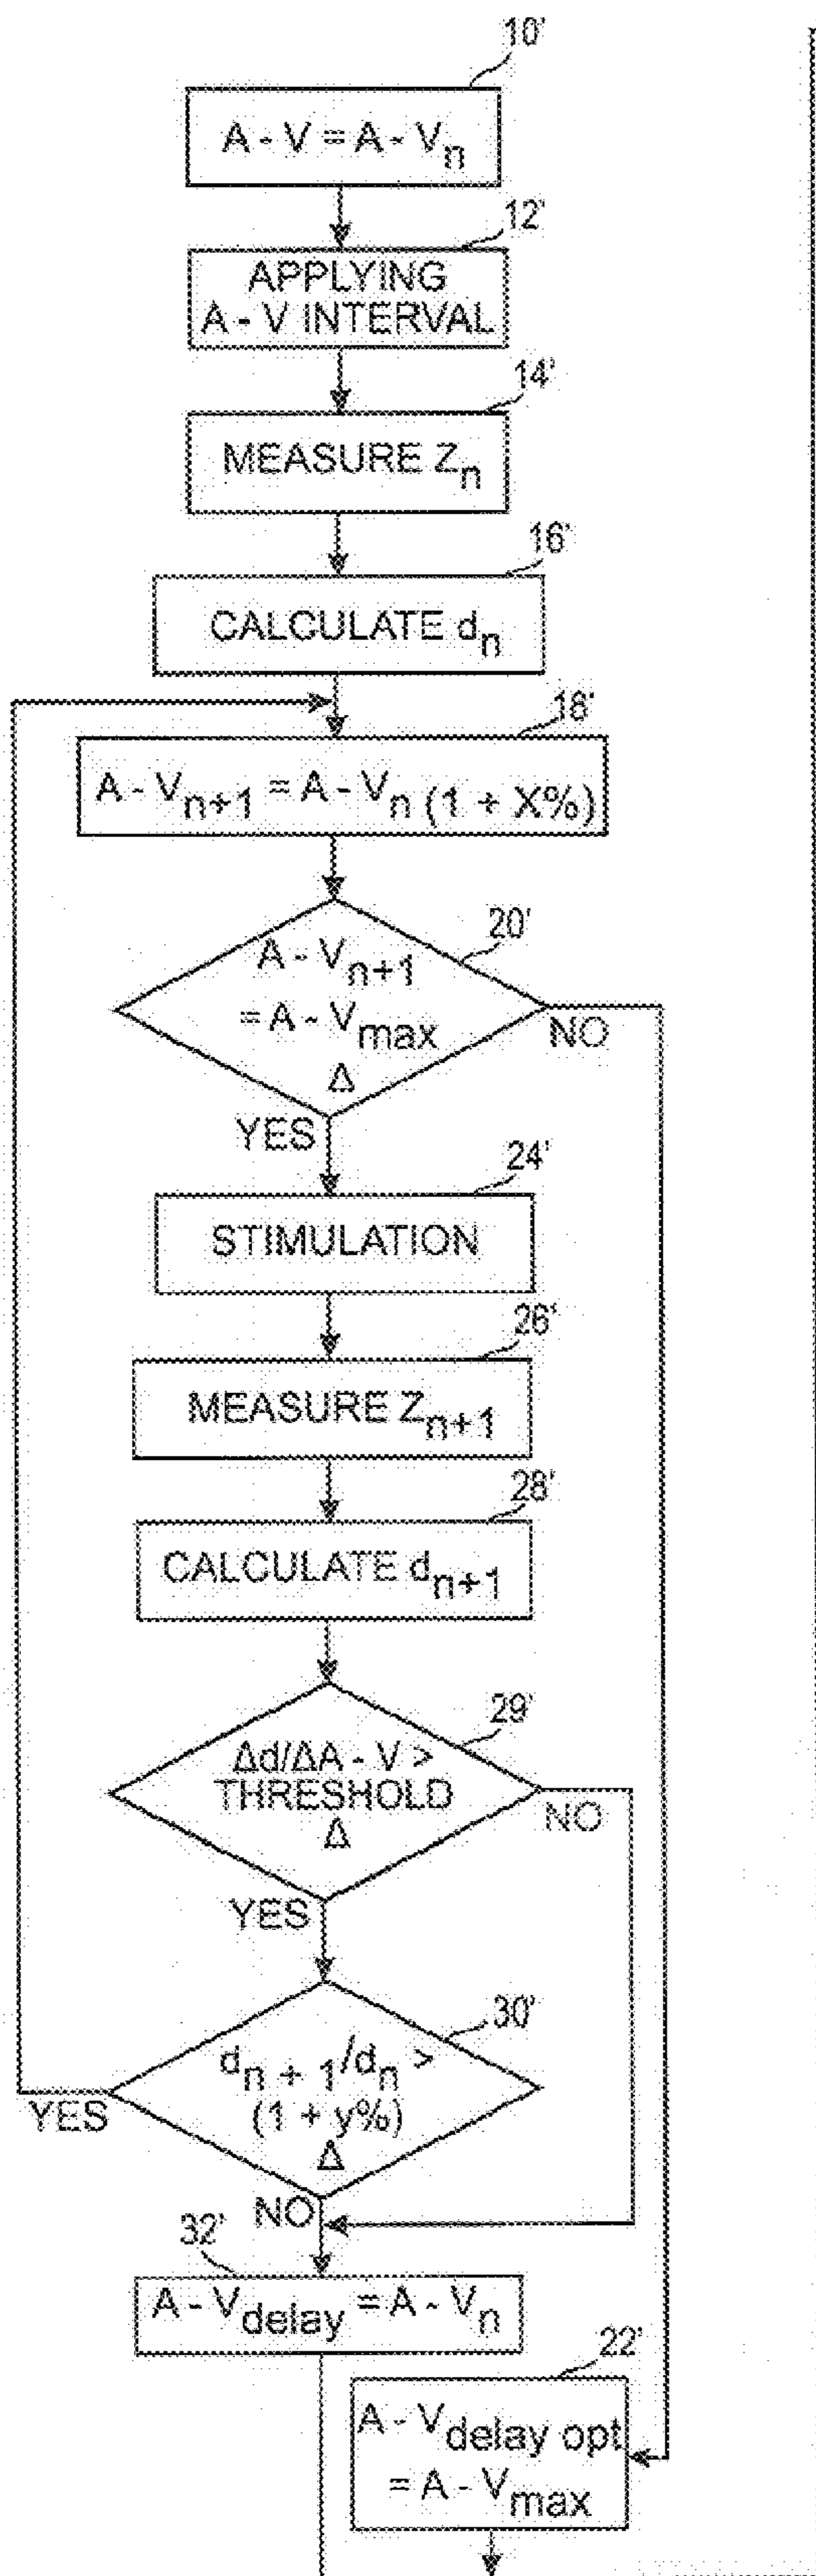 10'
A - V = A - Vn
12'
APPLYING
A - V INTERVAL
14'
MEASURE Zn
16'
CALCULATE dn
18'
A - Vn+1 = A - Vn (1 + X%)
20'
A - Vn+1
= A - Vmax
Δ
NO
YES
24'
STIMULATION
26'
MEASURE Zn+1
28'
CALCULATE dn+1
29'
Δd/ΔA - V >
THRESHOLD
Δ
NO
YES
30'
dn + 1/dn >
(1 + y%)
Δ
YES
NO
32'
A - Vdelay = A - Vn
22'
A - Vdelay opt
= A - Vmax